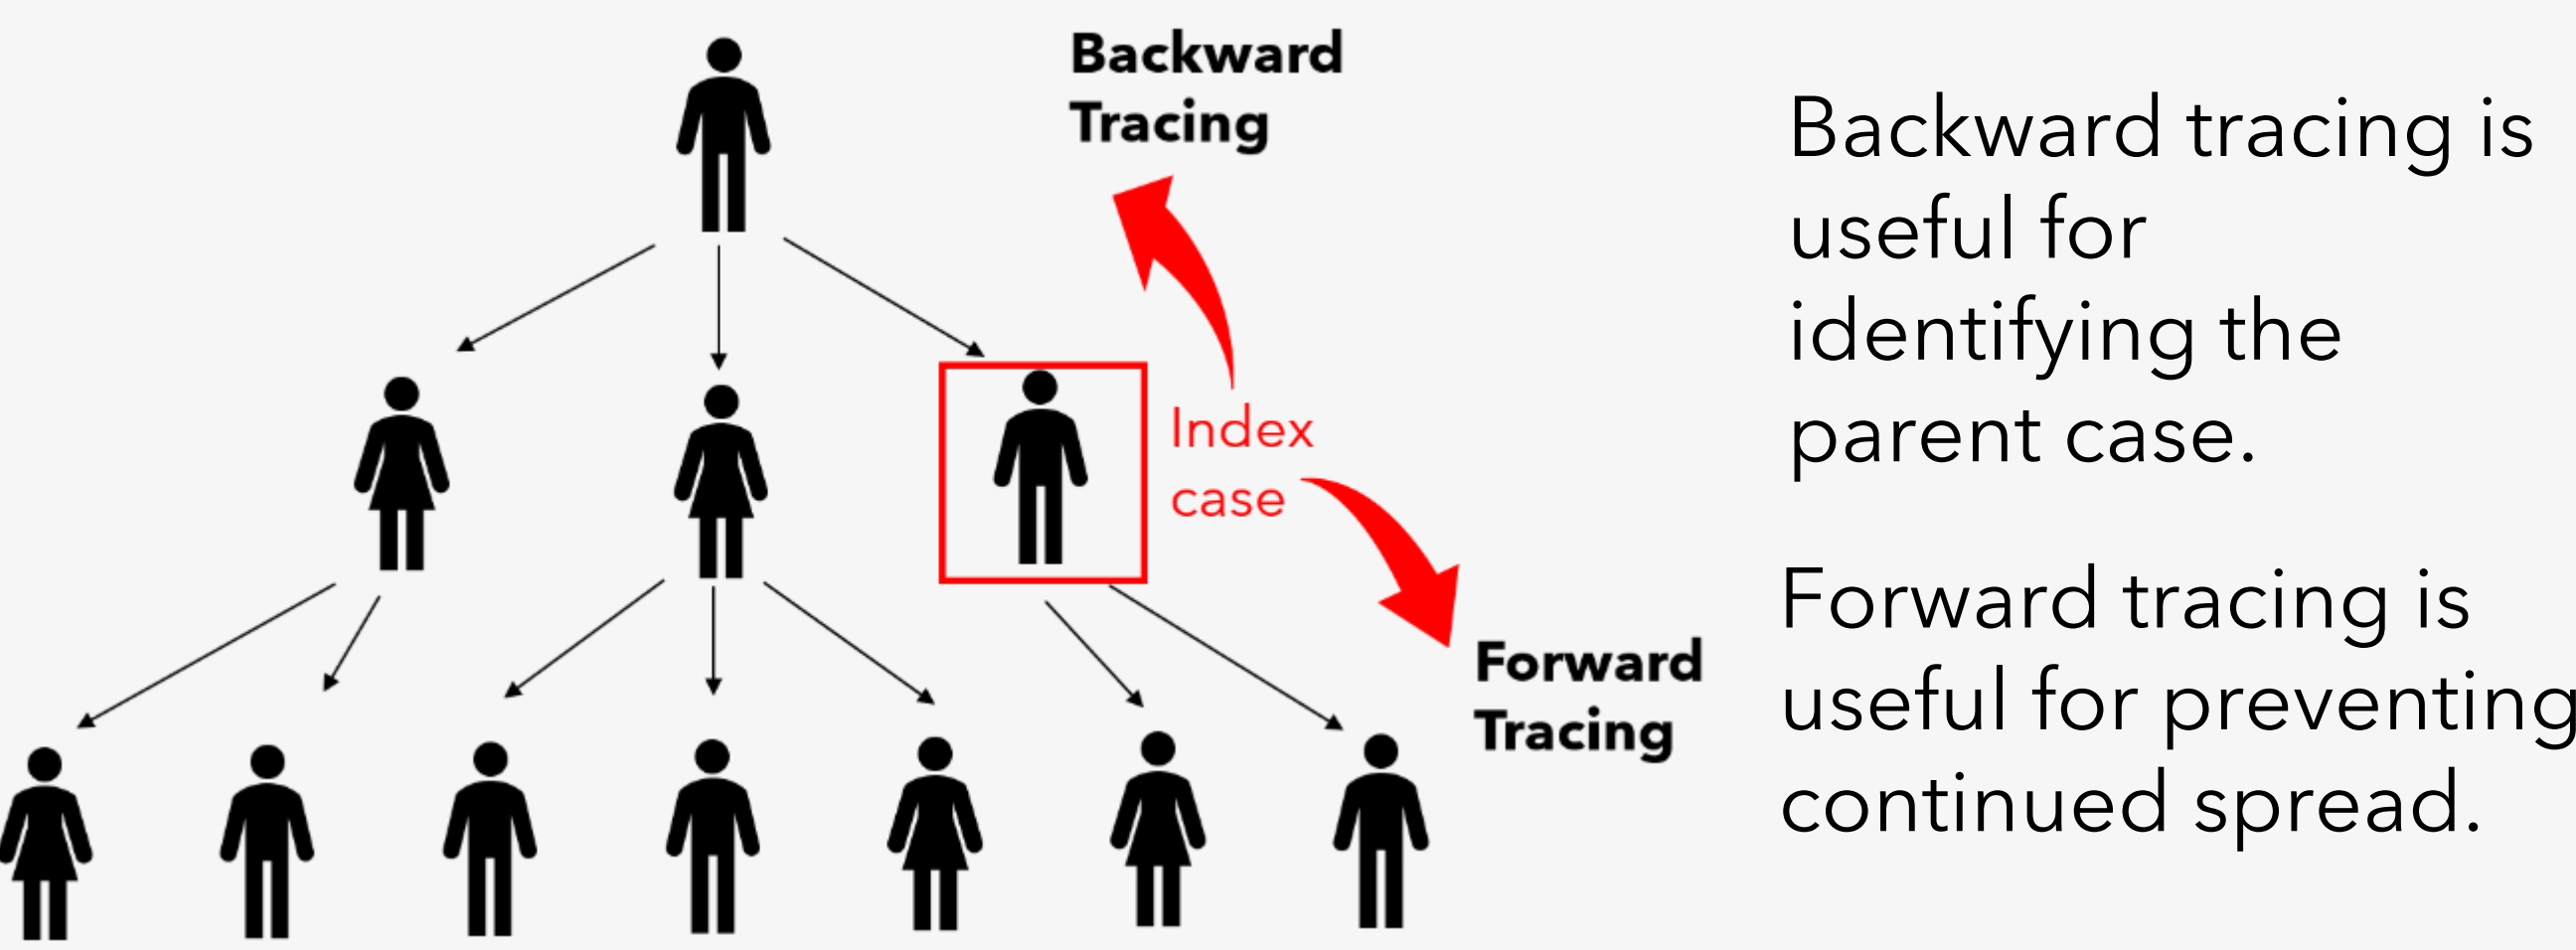 Backward
Tracing
Index
case
Forward
Tracing
Backward tracing is
useful for
identifying the
parent case.
Forward tracing is
useful for preventing
continued spread.